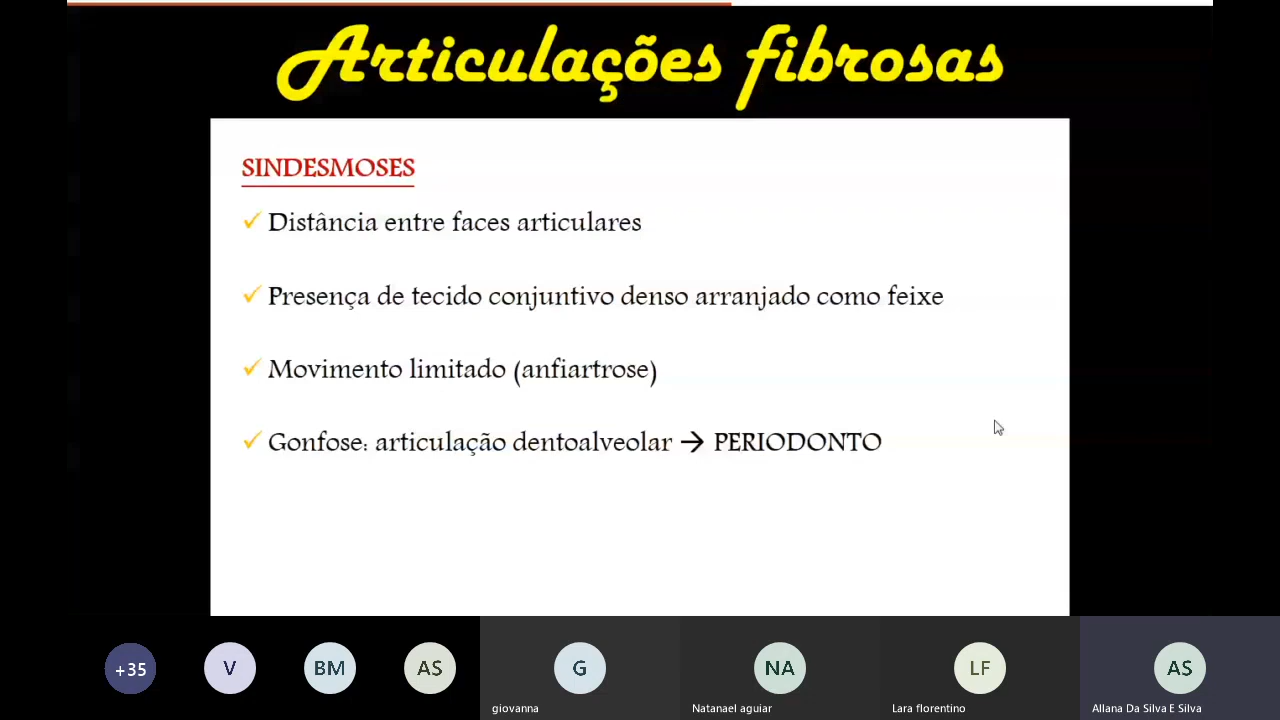 Articulações fibrosas
SINDESMOSES
✓ Distância entre faces articulares
✓ Presença de tecido conjuntivo denso arranjado como feixe
✓ Movimento limitado (anfiartrose)
✓ Gonfose: articulação dentoalveolar → PERIODONTO
+35
V
BM
AS
G
NA
LF
AS
giovanna
Natanael aguiar
Lara florentino
Allana Da Silva E Silva